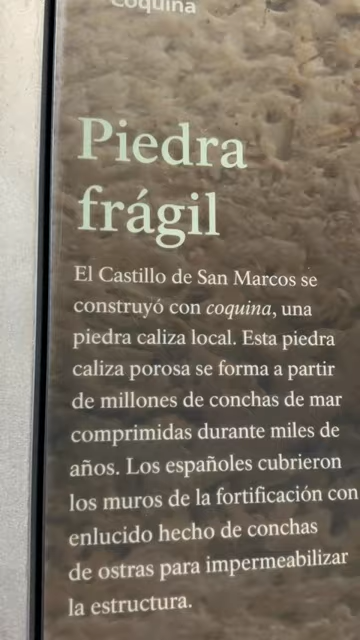 Coquina
Piedra
frágil
El Castillo de San Marcos se
construyó con coquina, una
piedra caliza local. Esta piedra
caliza porosa se forma a partir
de millones de conchas de mar
comprimidas durante miles de
años. Los españoles cubrieron
los muros de la fortificación con
enlucido hecho de conchas
de ostras para impermeabilizar
la estructura.